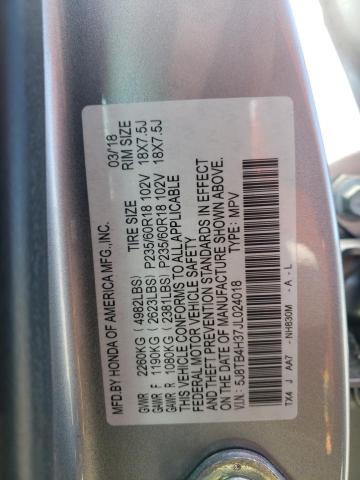 MFD.BY HONDA OF AMERICA MFG.,INC. 03/'18
TIRE SIZE RIM SIZE
GVWR 2260KG ( 4982LBS)
GAWR F 1190KG ( 2623LBS) P235/60R18 102V 18X7.5J
GAWR R 1080KG ( 2381LBS) P235/60R18 102V 18X7.5J
THIS VEHICLE CONFORMS TO ALL APPLICABLE
FEDERAL MOTOR VEHICLE SAFETY
AND THEFT PREVENTION STANDARDS IN EFFECT
ON THE DATE OF MANUFACTURE SHOWN ABOVE.
V.I.N.: 5J8TB4H37JL024018 TYPE: MPV
TX4 J AA7 - NH830M - A - L